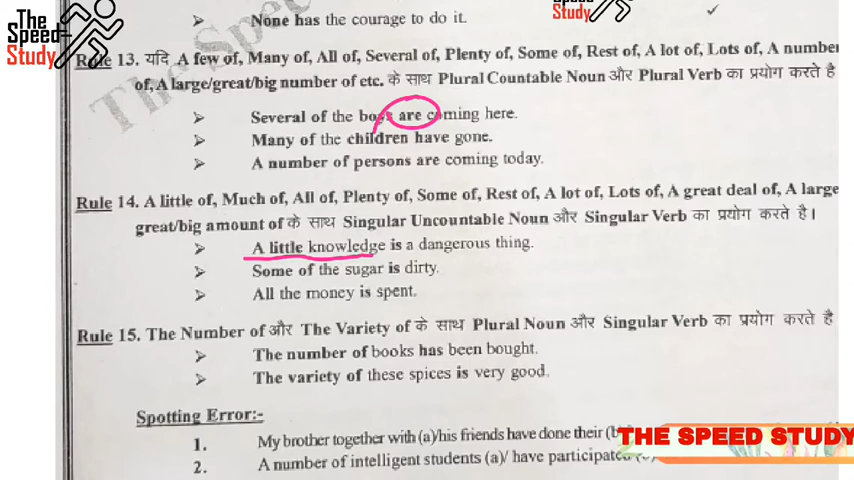 None has the courage to do it.
The
Speed-
Study
Study
Rule 13. यदि A few of, Many of, All of, Several of, Plenty of, Some of, Rest of, A lot of, Lots of, A number
of, A large/great/big number of etc. के साथ Plural Countable Noun और Plural Verb का प्रयोग करते है
Several of the boys are coming here.
Many of the children have gone.
A number of persons are coming today.
Rule 14. A little of, Much of, All of, Plenty of, Some of, Rest of, A lot of, Lots of, A great deal of, A large
great/big amount of के साथ Singular Uncountable Noun और Singular Verb का प्रयोग करते है।
A little knowledge is a dangerous thing.
Some of the sugar is dirty.
All the money is spent.
Rule 15. The Number of और The Variety of के साथ Plural Noun और Singular Verb का प्रयोग करते है
The number of books has been bought.
The variety of these spices is very good.
Spotting Error:-
1. My brother together with (a)/his friends have done their (b)
2. A number of intelligent students (a)/ have participated
THE SPEED STUDY